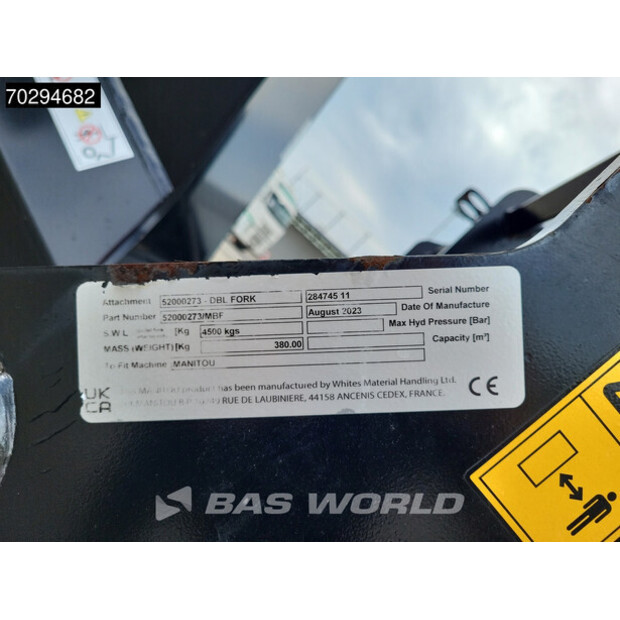 70294682
Attachment 52000273 - DBL FORK 284745 11 Serial Number
Part Number 52000273/MBF August 2023 Date Of Manufacture
S.W.L [Kg 4500 kgs Max Hyd Pressure [Bar]
MASS (WEIGHT) [Kg 380.00 Capacity [m³]
To Fit Machine MANITOU
product has been manufactured by Whites Material Handling Ltd.
RUE DE LAUBINIERE, 44158 ANCENIS CEDEX, FRANCE.
UK
CA
CE
BAS WORLD